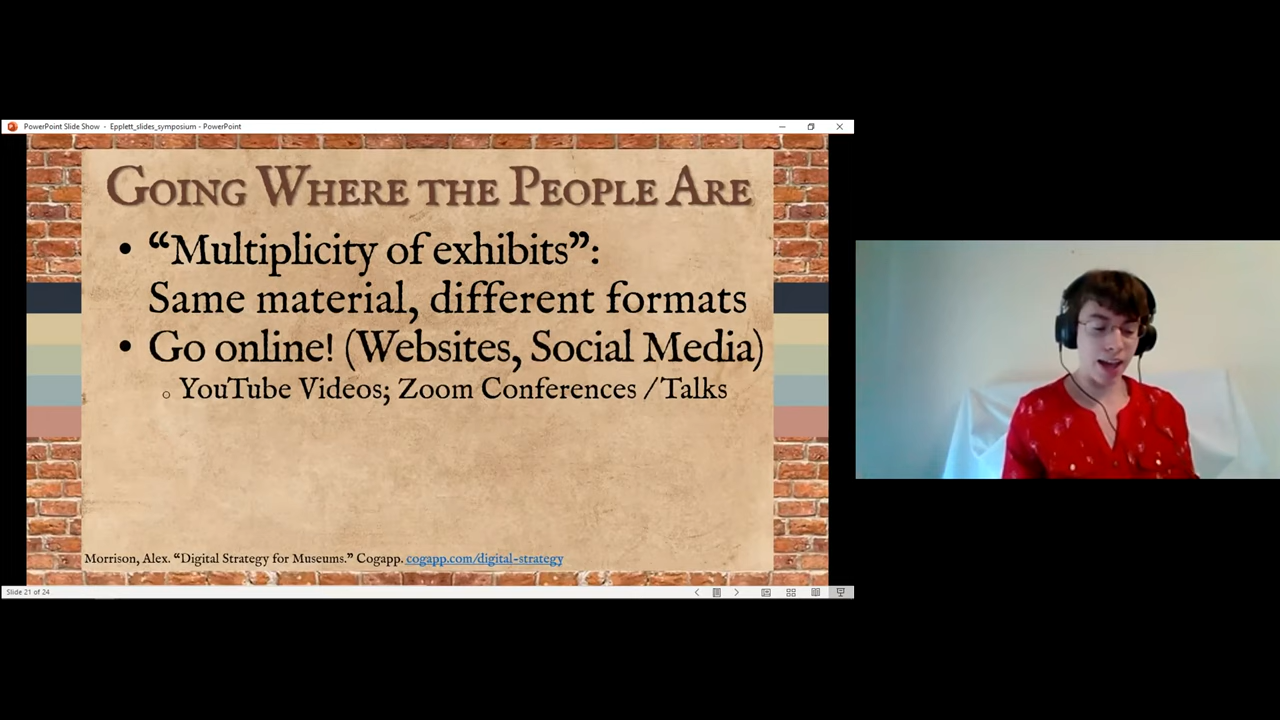 PowerPoint Slide Show - Epplett_slides_symposium - PowerPoint
Going Where the People Are
• “Multiplicity of exhibits”:
Same material, different formats
• Go online! (Websites, Social Media)
○ YouTube Videos; Zoom Conferences /Talks
Morrison, Alex. “Digital Strategy for Museums.” Cogapp. cogapp.com/digital-strategy
Slide 21 of 24